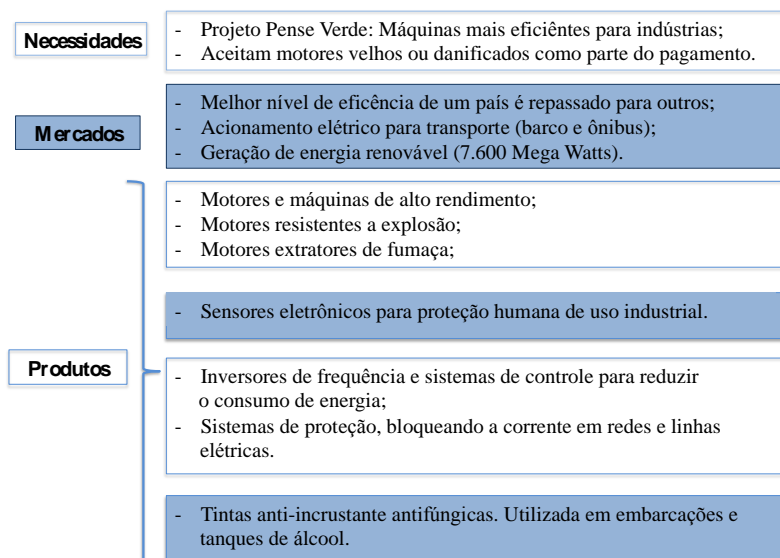 Necessidades
- Projeto Pense Verde: Máquinas mais eficiêntes para indústrias;
- Aceitam motores velhos ou danificados como parte do pagamento.
Mercados
- Melhor nível de eficência de um país é repassado para outros;
- Acionamento elétrico para transporte (barco e ônibus);
- Geração de energia renovável (7.600 Mega Watts).
Produtos
- Motores e máquinas de alto rendimento;
- Motores resistentes a explosão;
- Motores extratores de fumaça;
- Sensores eletrônicos para proteção humana de uso industrial.
- Inversores de frequência e sistemas de controle para reduzir
o consumo de energia;
- Sistemas de proteção, bloqueando a corrente em redes e linhas
elétricas.
- Tintas anti-incrustante antifúngicas. Utilizada em embarcações e
tanques de álcool.